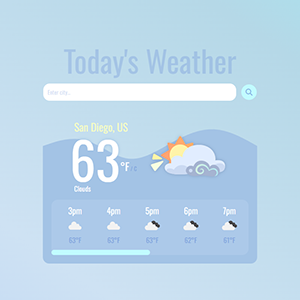 Today's Weather
Enter city...
San Diego, US
63°F
Clouds
3pm 4pm 5pm 6pm 7pm
63°F 63°F 63°F 62°F 61°F